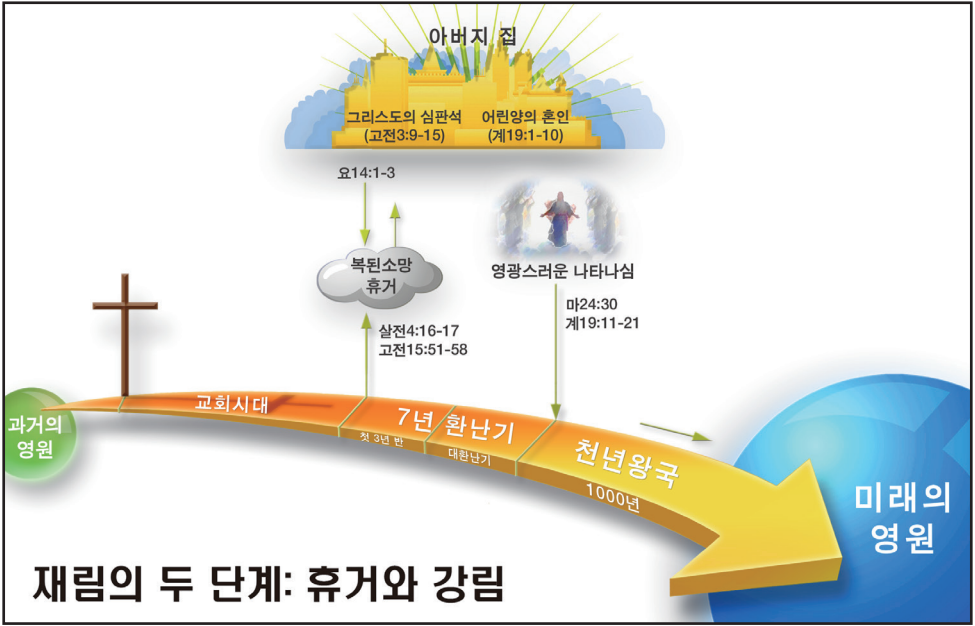 아버지 집
그리스도의 심판석
(고전3:9-15)
어린양의 혼인
(계19:1-10)
요14:1-3
복된소망
휴거
영광스러운 나타나심
마24:30
계19:11-21
살전4:16-17
고전15:51-58
과거의
영원
교회시대
7년 환난기
첫 3년 반
대환난기
천년왕국
1000년
미래의
영원
재림의 두 단계: 휴거와 강림